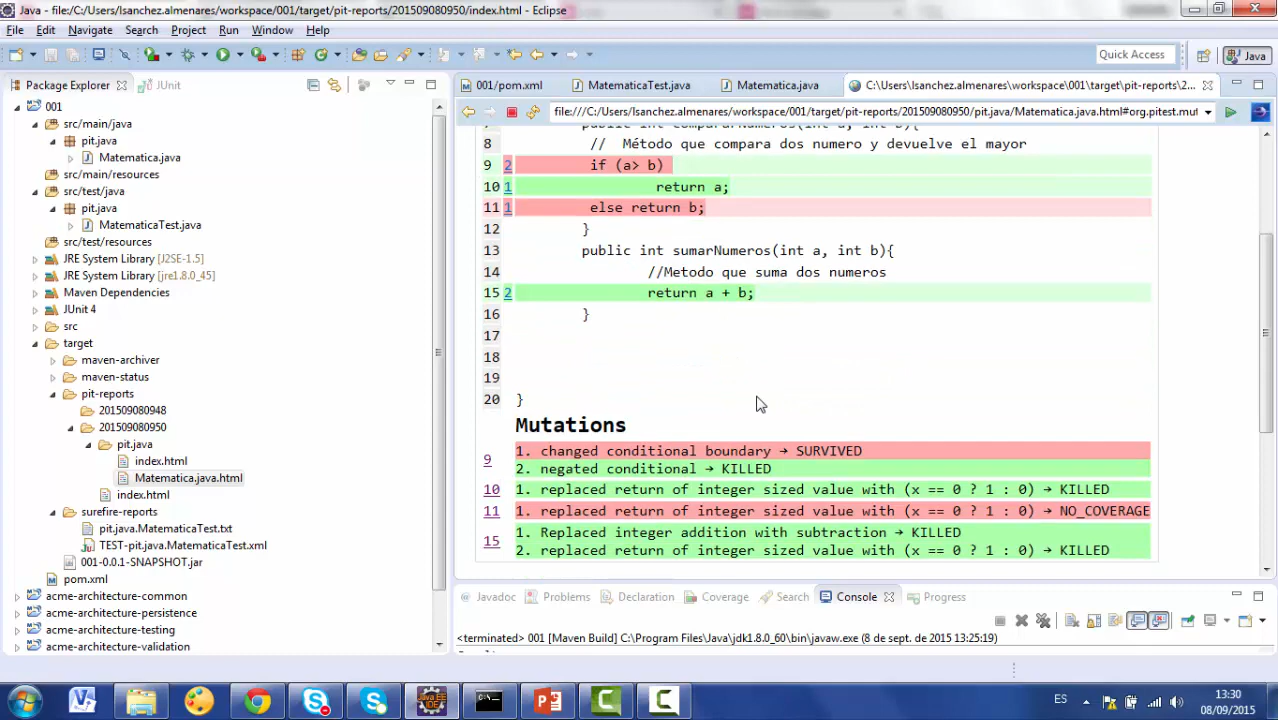 Java - file:/C:/Users/lsanchez.almenares/workspace/001/target/pit-reports/201509080950/index.html - Eclipse
File Edit Navigate Search Project Run Window Help
Quick Access
Java
Package Explorer
JUnit
001/pom.xml
MatematicaTest.java
Matematica.java
C:\Users\lsanchez.almenares\workspace\001\target\pit-reports\2...
file:///C:/Users/lsanchez.almenares/workspace/001/target/pit-reports/201509080950/pit.java/Matematica.java.html#org.pitest.mut
001
src/main/java
pit.java
Matematica.java
src/main/resources
src/test/java
pit.java
MatematicaTest.java
src/test/resources
JRE System Library [J2SE-1.5]
JRE System Library [jre1.8.0_45]
Maven Dependencies
JUnit 4
src
target
maven-archiver
maven-status
pit-reports
201509080948
201509080950
pit.java
index.html
Matematica.java.html
index.html
surefire-reports
pit.java.MatematicaTest.txt
TEST-pit.java.MatematicaTest.xml
001-0.0.1-SNAPSHOT.jar
pom.xml
acme-architecture-common
acme-architecture-persistence
acme-architecture-testing
acme-architecture-validation
7 public int compararNumeros(int a, int b){
8 // Método que compara dos numero y devuelve el mayor
9 2 if (a> b)
10 1 return a;
11 1 else return b;
12 }
13 public int sumarNumeros(int a, int b){
14 //Metodo que suma dos numeros
15 2 return a + b;
16 }
17
18
19
20 }
Mutations
9 1. changed conditional boundary → SURVIVED
2. negated conditional → KILLED
10 1. replaced return of integer sized value with (x == 0 ? 1 : 0) → KILLED
11 1. replaced return of integer sized value with (x == 0 ? 1 : 0) → NO_COVERAGE
15 1. Replaced integer addition with subtraction → KILLED
2. replaced return of integer sized value with (x == 0 ? 1 : 0) → KILLED
Javadoc Problems Declaration Coverage Search Console Progress
<terminated> 001 [Maven Build] C:\Program Files\Java\jdk1.8.0_60\bin\javaw.exe (8 de sept. de 2015 13:25:19)
ES
13:30
08/09/2015